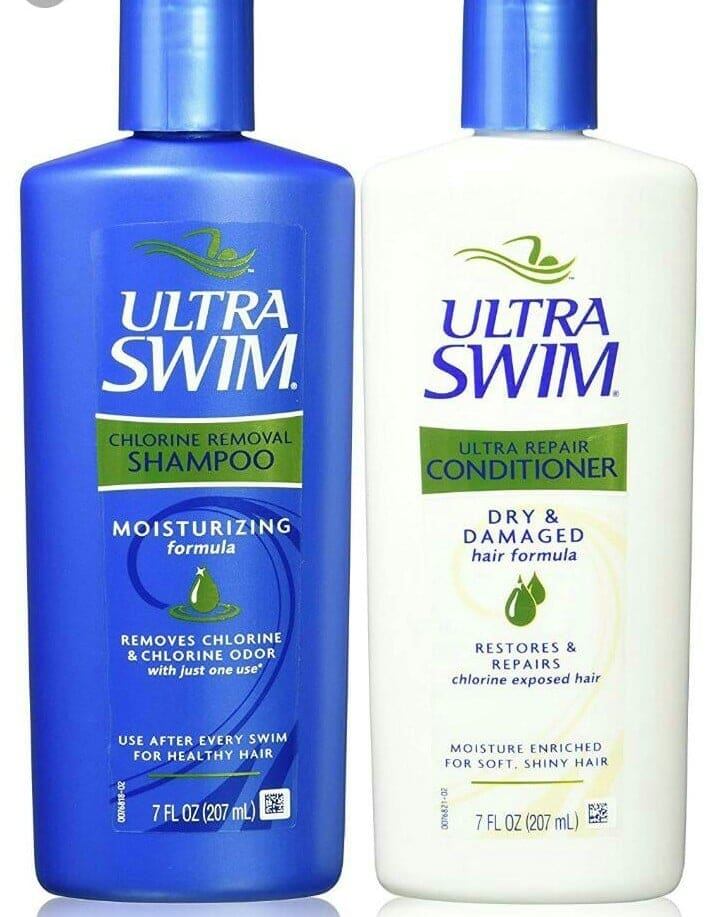 ULTRA
SWIM®
CHLORINE REMOVAL
SHAMPOO
MOISTURIZING
formula
REMOVES CHLORINE
& CHLORINE ODOR
with just one use*
USE AFTER EVERY SWIM
FOR HEALTHY HAIR
7 FL OZ (207 mL)
0076818-02
ULTRA
SWIM®
ULTRA REPAIR
CONDITIONER
DRY &
DAMAGED
hair formula
RESTORES &
REPAIRS
chlorine exposed hair
MOISTURE ENRICHED
FOR SOFT, SHINY HAIR
7 FL OZ (207 mL)
0076821-02